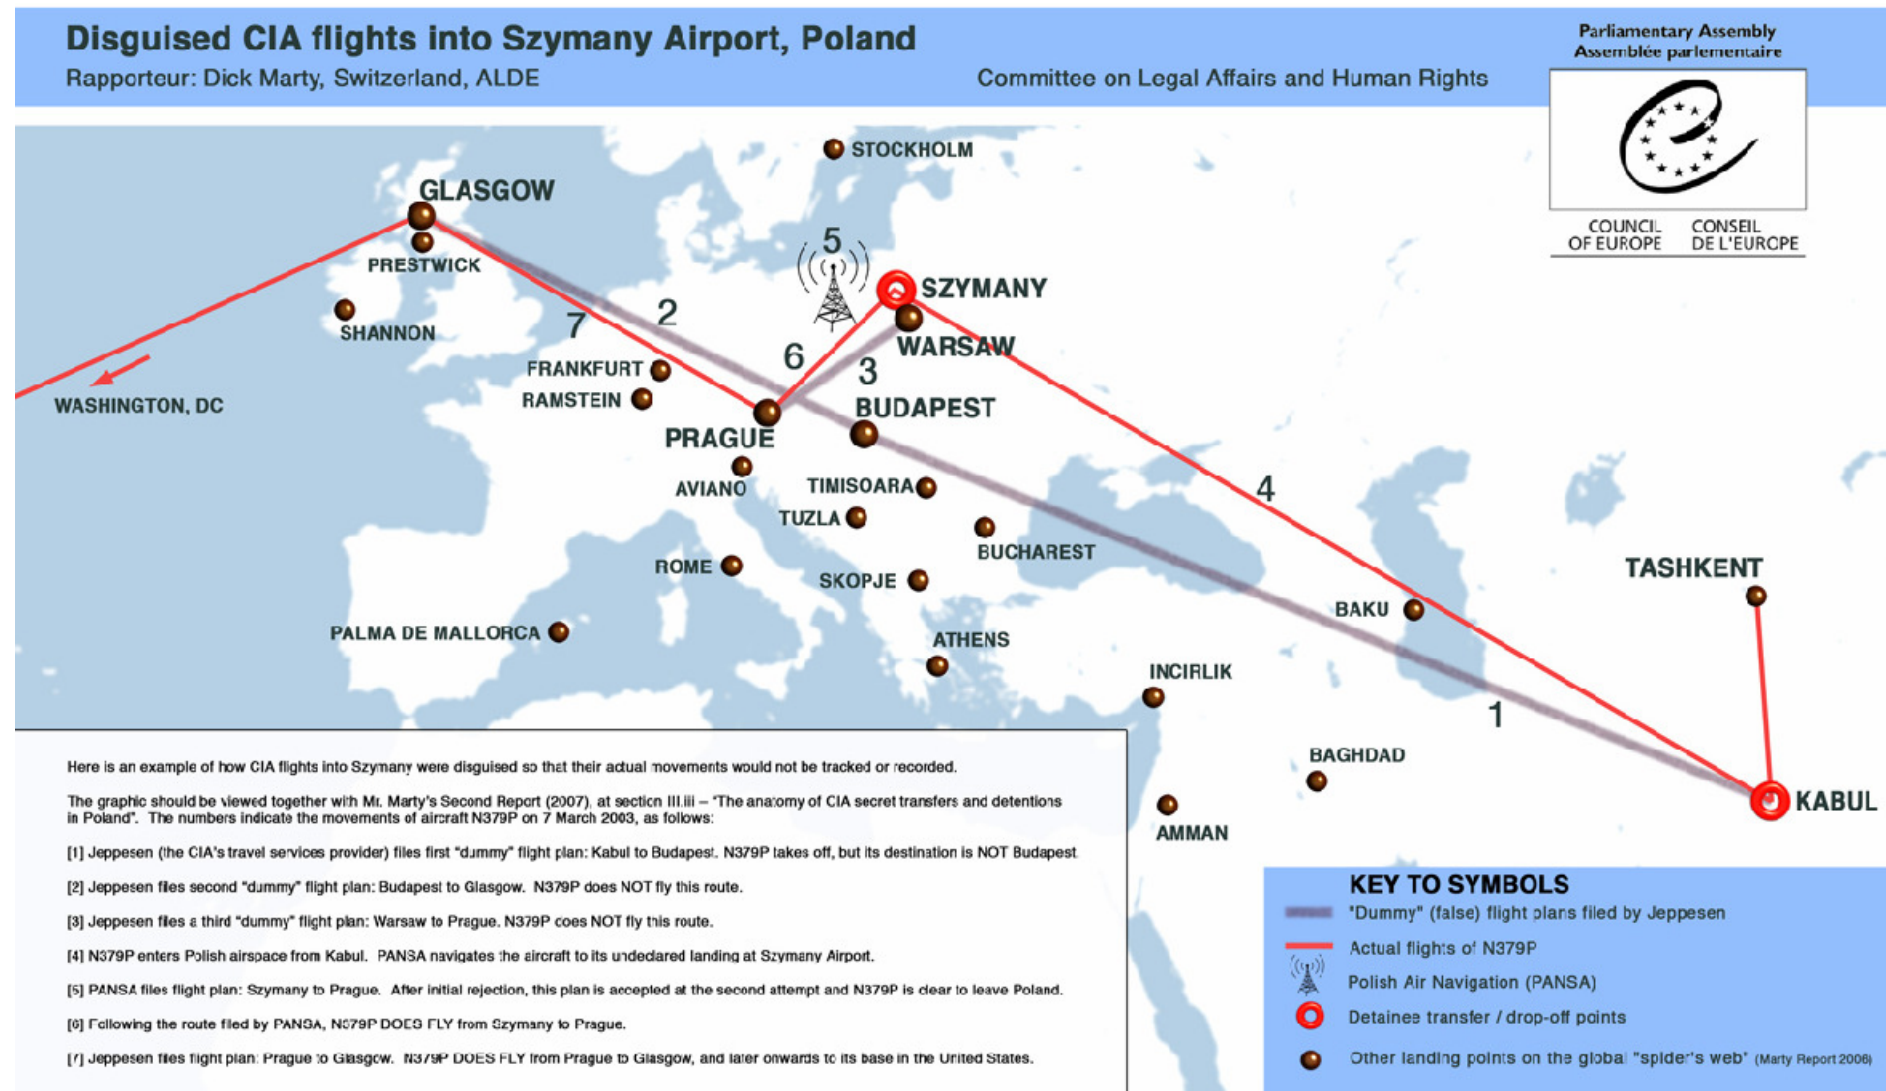 Disguised CIA flights into Szymany Airport, Poland
Rapporteur: Dick Marty, Switzerland, ALDE
Committee on Legal Affairs and Human Rights
Parliamentary Assembly
Assemblée parlementaire
COUNCIL OF EUROPE
CONSEIL DE L'EUROPE
STOCKHOLM
GLASGOW
PRESTWICK
SHANNON
WASHINGTON, DC
5
SZYMANY
WARSAW
2
7
6
3
FRANKFURT
RAMSTEIN
PRAGUE
BUDAPEST
AVIANO
TIMISOARA
TUZLA
BUCHAREST
ROME
SKOPJE
PALMA DE MALLORCA
ATHENS
4
BAKU
TASHKENT
INCIRLIK
1
BAGHDAD
AMMAN
KABUL
Here is an example of how CIA flights into Szymany were disguised so that their actual movements would not be tracked or recorded.
The graphic should be viewed together with Mr. Marty's Second Report (2007), at section III.iii – "The anatomy of CIA secret transfers and detentions
in Poland". The numbers indicate the movements of aircraft N379P on 7 March 2003, as follows:
[1] Jeppesen (the CIA's travel services provider) files first "dummy" flight plan: Kabul to Budapest. N379P takes off, but its destination is NOT Budapest.
[2] Jeppesen files second "dummy" flight plan: Budapest to Glasgow. N379P does NOT fly this route.
[3] Jeppesen files a third "dummy" flight plan: Warsaw to Prague. N379P does NOT fly this route.
[4] N379P enters Polish airspace from Kabul. PANSA navigates the aircraft to its undeclared landing at Szymany Airport.
[5] PANSA files flight plan: Szymany to Prague. After initial rejection, this plan is accepted at the second attempt and N379P is clear to leave Poland.
[6] Following the route filed by PANSA, N379P DOES FLY from Szymany to Prague.
[7] Jeppesen files flight plan: Prague to Glasgow. N379P DOES FLY from Prague to Glasgow, and later onwards to its base in the United States.
KEY TO SYMBOLS
"Dummy" (false) flight plans filed by Jeppesen
Actual flights of N379P
Polish Air Navigation (PANSA)
Detainee transfer / drop-off points
Other landing points on the global "spider's web" (Marty Report 2006)